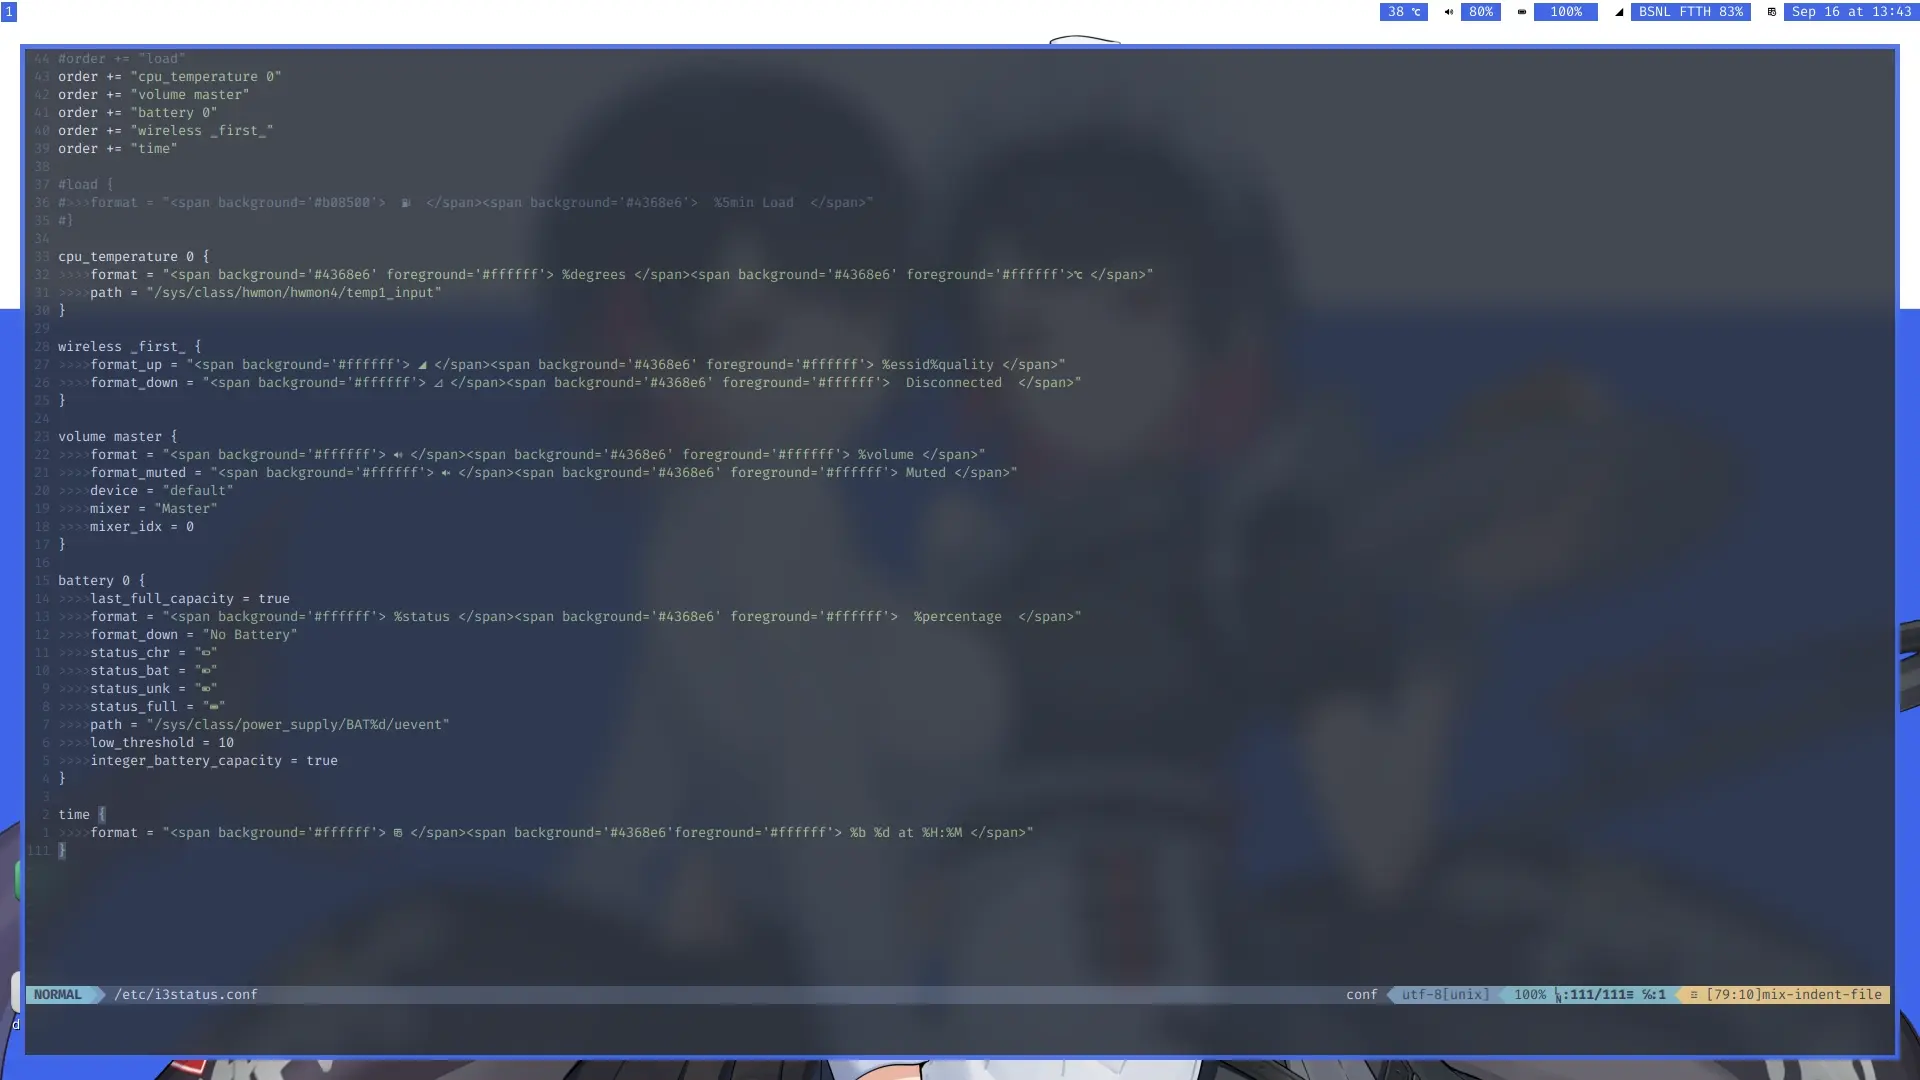 1
38 ℃ 80% 100% BSNL FTTH 83% Sep 16 at 13:43
44 #order += "load"
43 order += "cpu_temperature 0"
42 order += "volume master"
41 order += "battery 0"
40 order += "wireless _first_"
39 order += "time"
38
37 #load {
36 #>>>format = "<span background='#b08500'>  </span><span background='#4368e6'>  %5min Load  </span>"
35 #}
34
33 cpu_temperature 0 {
32 >>>>format = "<span background='#4368e6' foreground='#ffffff'> %degrees </span><span background='#4368e6' foreground='#ffffff'>℃ </span>"
31 >>>>path = "/sys/class/hwmon/hwmon4/temp1_input"
30 }
29
28 wireless _first_ {
27 >>>>format_up = "<span background='#ffffff'> ◢ </span><span background='#4368e6' foreground='#ffffff'> %essid%quality </span>"
26 >>>>format_down = "<span background='#ffffff'> ◿ </span><span background='#4368e6' foreground='#ffffff'>  Disconnected  </span>"
25 }
24
23 volume master {
22 >>>>format = "<span background='#ffffff'> 🔊 </span><span background='#4368e6' foreground='#ffffff'> %volume </span>"
21 >>>>format_muted = "<span background='#ffffff'> 🔇 </span><span background='#4368e6' foreground='#ffffff'> Muted </span>"
20 >>>>device = "default"
19 >>>>mixer = "Master"
18 >>>>mixer_idx = 0
17 }
16
15 battery 0 {
14 >>>>last_full_capacity = true
13 >>>>format = "<span background='#ffffff'> %status </span><span background='#4368e6' foreground='#ffffff'>  %percentage  </span>"
12 >>>>format_down = "No Battery"
11 >>>>status_chr = ""
10 >>>>status_bat = ""
9 >>>>status_unk = ""
8 >>>>status_full = ""
7 >>>>path = "/sys/class/power_supply/BAT%d/uevent"
6 >>>>low_threshold = 10
5 >>>>integer_battery_capacity = true
4 }
3
2 time {
1 >>>>format = "<span background='#ffffff'>  </span><span background='#4368e6'foreground='#ffffff'> %b %d at %H:%M </span>"
111 }
NORMAL /etc/i3status.conf conf utf-8[unix] 100% ␤:111/111≡ ℅:1 Ξ [79:10]mix-indent-file
d